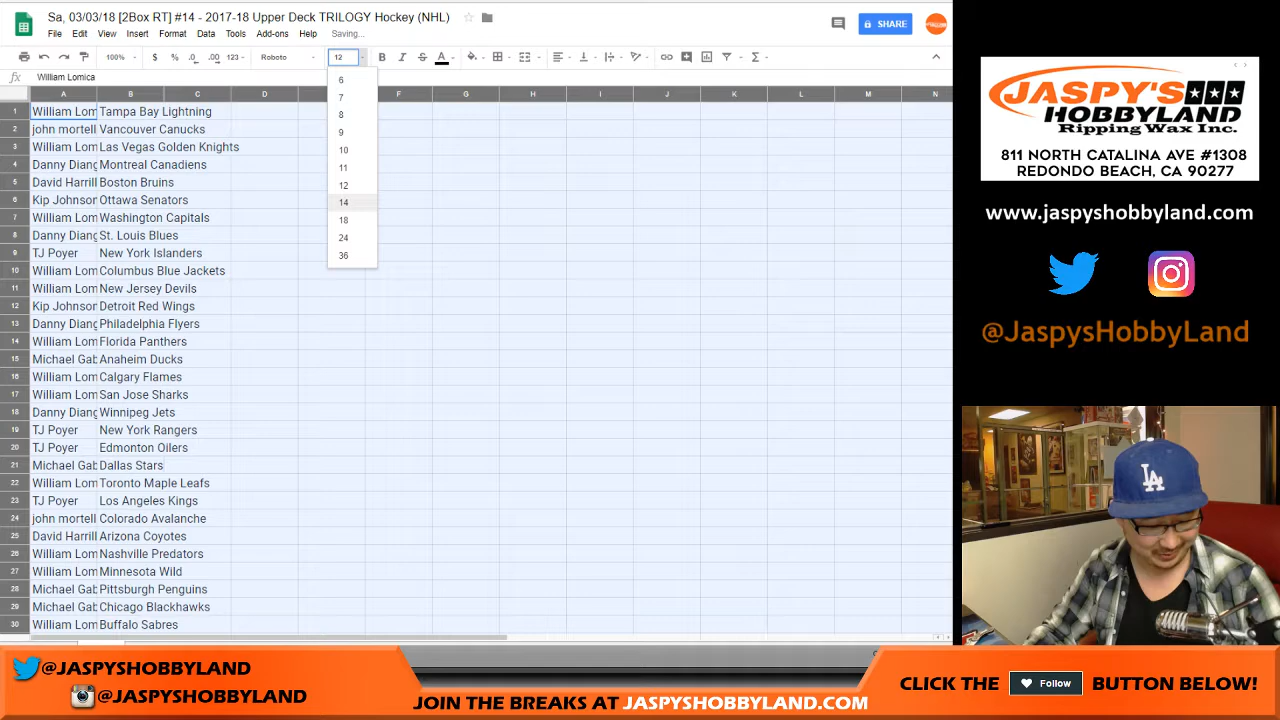 Sa, 03/03/18 [2Box RT] #14 - 2017-18 Upper Deck TRILOGY Hockey (NHL)
File Edit View Insert Format Data Tools Add-ons Help Saving...
SHARE
100% $ % .0 .00 123 Roboto 12 B I S A
fx William Lomica
A B C D F G H I J K L M N
1 William Lom Tampa Bay Lightning
2 john mortell Vancouver Canucks
3 William Lom Las Vegas Golden Knights
4 Danny Diang Montreal Canadiens
5 David Harrill Boston Bruins
6 Kip Johnson Ottawa Senators
7 William Lom Washington Capitals
8 Danny Diang St. Louis Blues
9 TJ Poyer New York Islanders
10 William Lom Columbus Blue Jackets
11 William Lom New Jersey Devils
12 Kip Johnson Detroit Red Wings
13 Danny Diang Philadelphia Flyers
14 William Lom Florida Panthers
15 Michael Gab Anaheim Ducks
16 William Lom Calgary Flames
17 William Lom San Jose Sharks
18 Danny Diang Winnipeg Jets
19 TJ Poyer New York Rangers
20 TJ Poyer Edmonton Oilers
21 Michael Gab Dallas Stars
22 William Lom Toronto Maple Leafs
23 TJ Poyer Los Angeles Kings
24 john mortell Colorado Avalanche
25 David Harrill Arizona Coyotes
26 William Lom Nashville Predators
27 William Lom Minnesota Wild
28 Michael Gab Pittsburgh Penguins
29 Michael Gab Chicago Blackhawks
30 William Lom Buffalo Sabres
6
7
8
9
10
11
12
14
18
24
36
JASPY'S
HOBBYLAND
Ripping Wax Inc.
811 NORTH CATALINA AVE #1308
REDONDO BEACH, CA 90277
www.jaspyshobbyland.com
@JaspysHobbyLand
LA
@JASPYSHOBBYLAND
@JASPYSHOBBYLAND
JOIN THE BREAKS AT JASPYSHOBBYLAND.COM
CLICK THE Follow BUTTON BELOW!